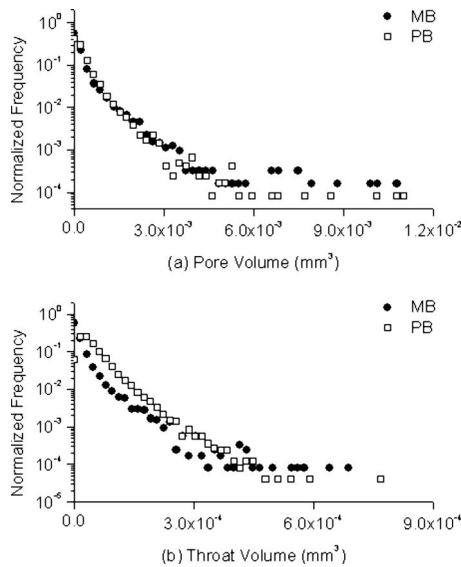 MB
PB
Normalized Frequency
10⁰
10⁻¹
10⁻²
10⁻³
10⁻⁴
0.0
3.0x10⁻³
6.0x10⁻³
9.0x10⁻³
1.2x10⁻²
(a) Pore Volume (mm³)
MB
PB
Normalized Frequency
10⁰
10⁻¹
10⁻²
10⁻³
10⁻⁴
10⁻⁵
0.0
3.0x10⁻⁴
6.0x10⁻⁴
9.0x10⁻⁴
(b) Throat Volume (mm³)